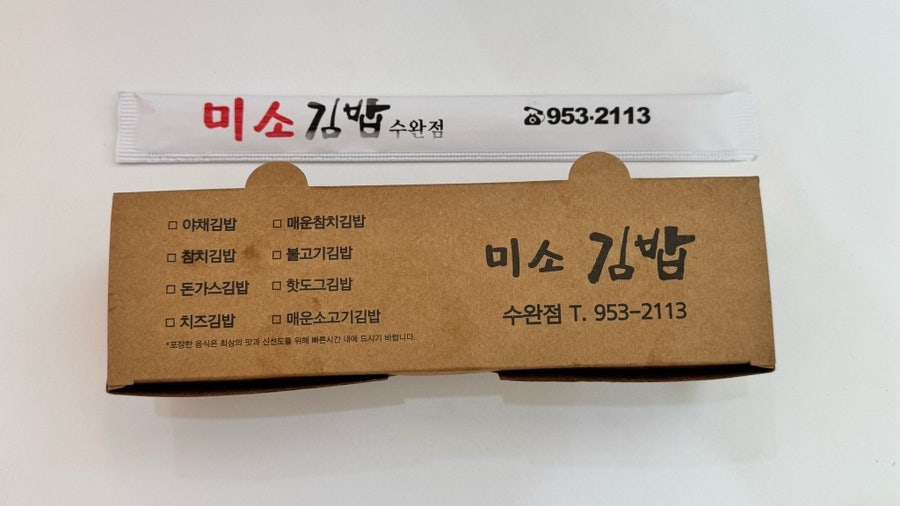 미소김밥 수완점 ☎953·2113
□ 야채김밥 □ 매운참치김밥
□ 참치김밥 □ 불고기김밥
□ 돈가스김밥 □ 핫도그김밥
□ 치즈김밥 □ 매운소고기김밥
*포장한 음식은 최상의 맛과 신선도를 위해 빠른시간 내에 드시기 바랍니다.
미소 김밥
수완점 T. 953-2113